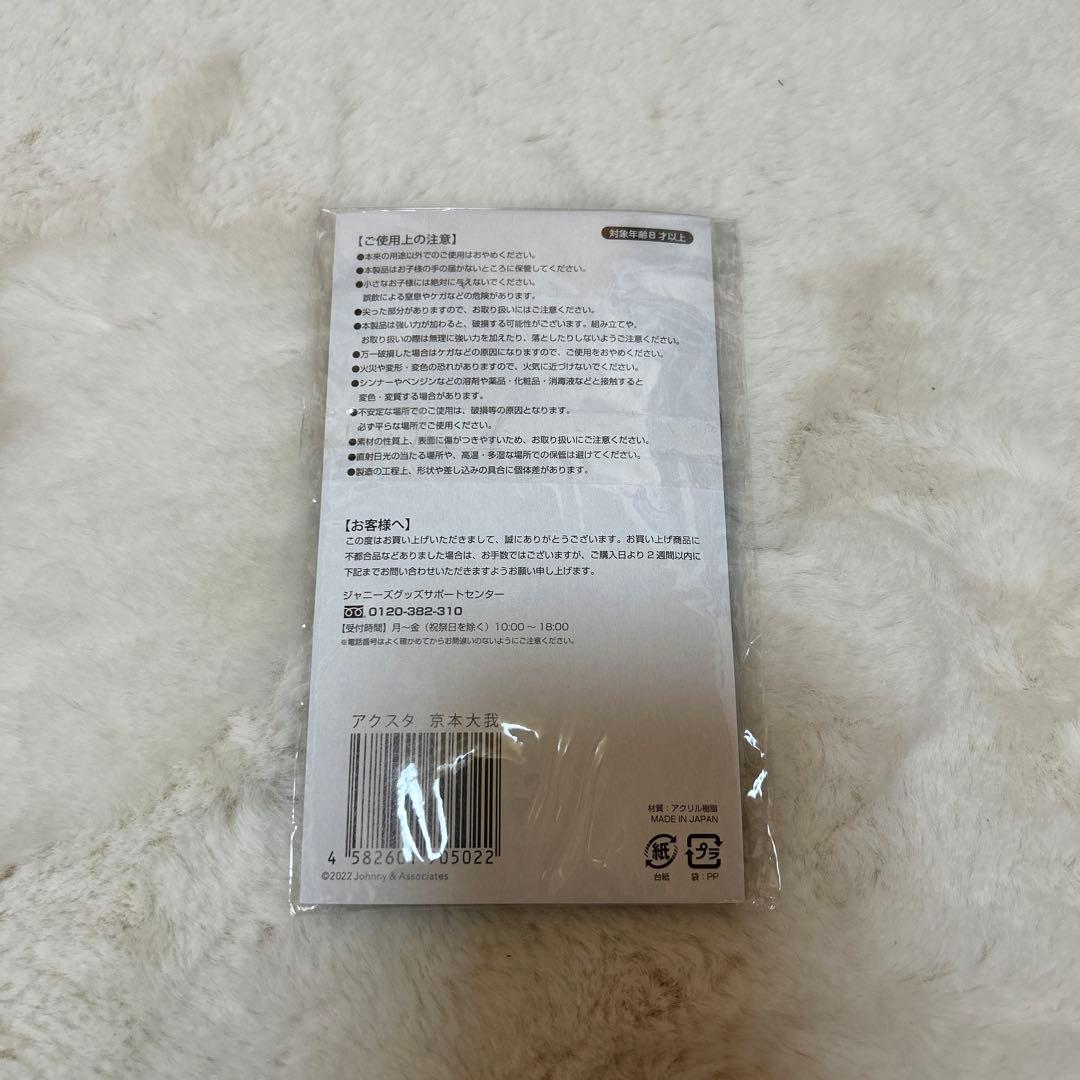 【ご使用上の注意】
対象年齢8才以上
●本来の用途以外でのご使用はおやめください。
●本製品はお子様の手の届かないところに保管してください。
●小さなお子様には絶対に与えないでください。
誤飲による窒息やケガなどの危険があります。
●尖った部分がありますので、お取り扱いにはご注意ください。
●本製品は強い力が加わると、破損する可能性がございます。組み立てや、
お取り扱いの際は無理に強い力を加えたり、落としたりしないようご注意ください。
●万一破損した場合はケガなどの原因になりますので、ご使用をおやめください。
●火災や変形・変色の恐れがありますので、火気に近づけないでください。
●シンナーやベンジンなどの溶剤や薬品・化粧品・消毒液などと接触すると
変色・変質する場合があります。
●不安定な場所でのご使用は、破損等の原因となります。
必ず平らな場所でご使用ください。
●素材の性質上、表面に傷がつきやすいため、お取り扱いにご注意ください。
●直射日光の当たる場所や、高温・多湿な場所での保管は避けてください。
●製造の工程上、形状や差し込みの具合に個体差があります。
【お客様へ】
この度はお買い上げいただきまして、誠にありがとうございます。お買い上げ商品に
不都合品などありました場合は、お手数ではございますが、ご購入日より2週間以内に
下記までお問い合わせいただきますようお願い申し上げます。
ジャニーズグッズサポートセンター
0120-382-310
【受付時間】月～金（祝祭日を除く）10:00～18:00
※電話番号はよく確かめてからお間違いのないようにご注意ください。
アクスタ 京本大我
材質：アクリル樹脂
MADE IN JAPAN
紙
プラ
台紙
袋：PP
©2022 Johnny & Associates